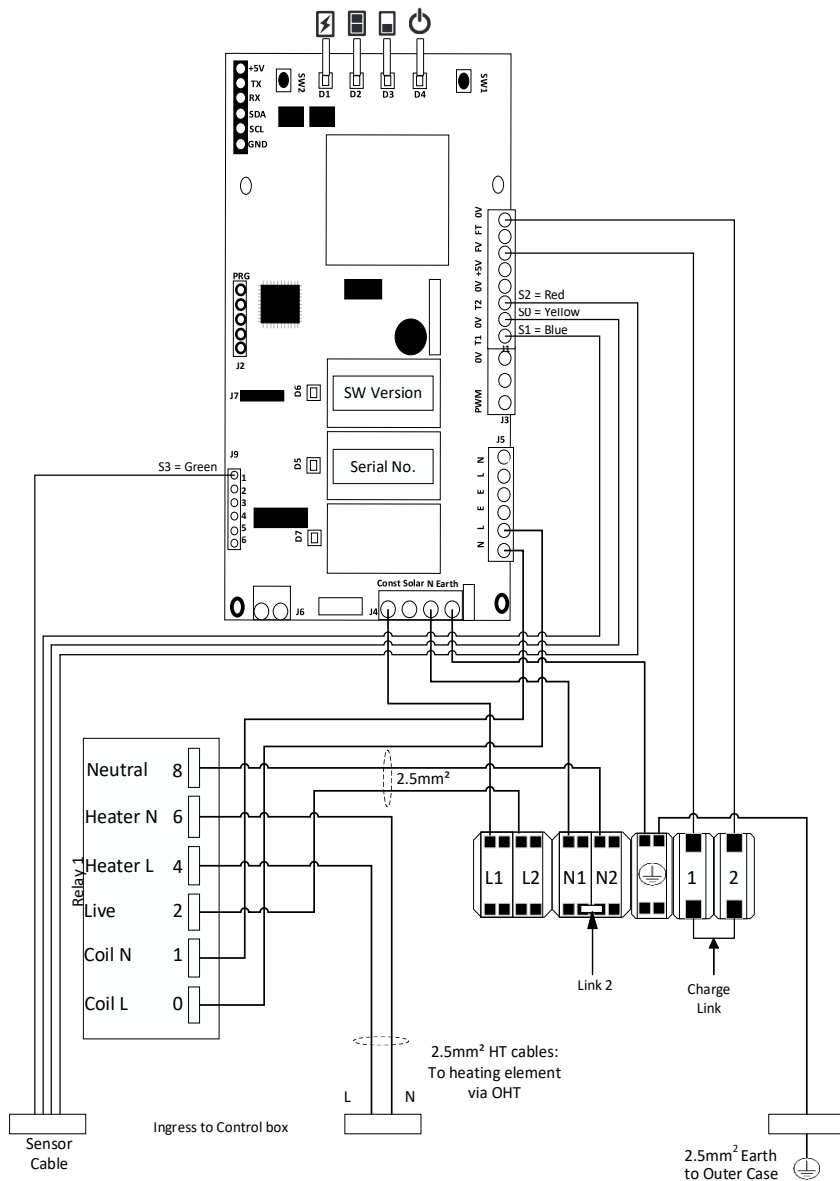 +5V
TX
RX
SDA
SCL
GND
SW2
D1
D2
D3
D4
SW1
0V
FT
FV
+5V
0V
T2
0V
T1
J1
S2 = Red
S0 = Yellow
S1 = Blue
0V
PWM
J3
PRG
J2
J7
D6
SW Version
J5
J9
S3 = Green
1
2
3
4
5
6
D5
Serial No.
D7
N
L
E
E
L
N
J6
J4
Const Solar N Earth
Relay 1
Neutral 8
Heater N 6
Heater L 4
Live 2
Coil N 1
Coil L 0
2.5mm²
L1
L2
N1
N2
1
2
Link 2
Charge
Link
2.5mm² HT cables:
To heating element
via OHT
L
N
Ingress to Control box
Sensor
Cable
2.5mm² Earth
to Outer Case